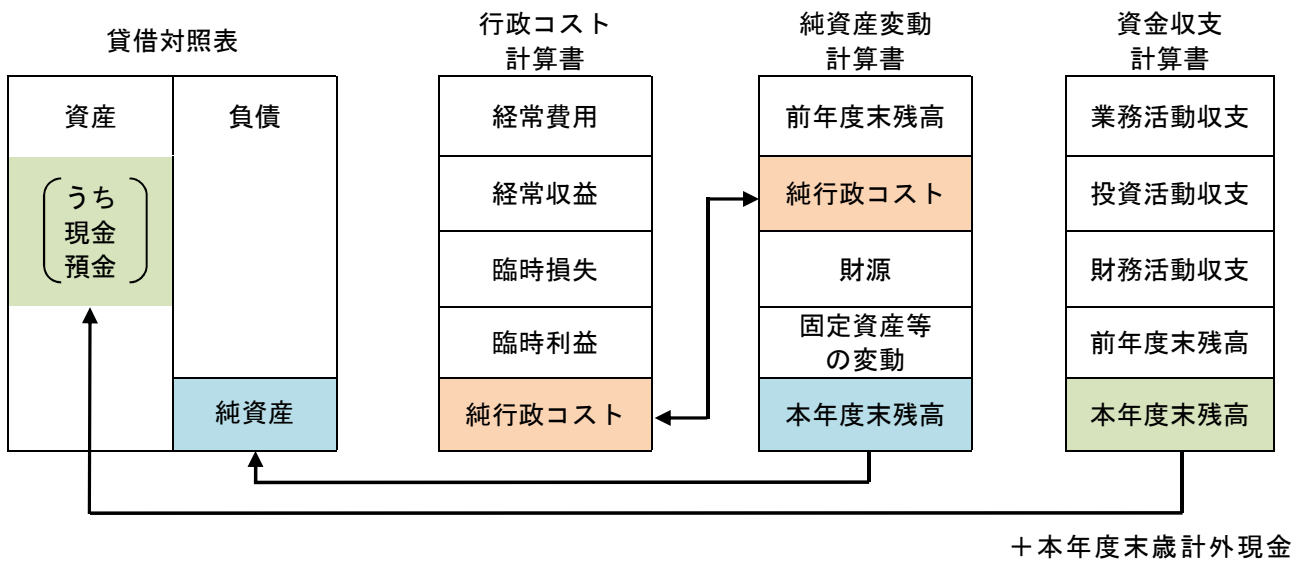 貸借対照表
資産
負債
うち
現金
預金
純資産
行政コスト
計算書
経常費用
経常収益
臨時損失
臨時利益
純行政コスト
純資産変動
計算書
前年度末残高
純行政コスト
財源
固定資産等
の変動
本年度末残高
資金収支
計算書
業務活動収支
投資活動収支
財務活動収支
前年度末残高
本年度末残高
＋本年度末歳計外現金